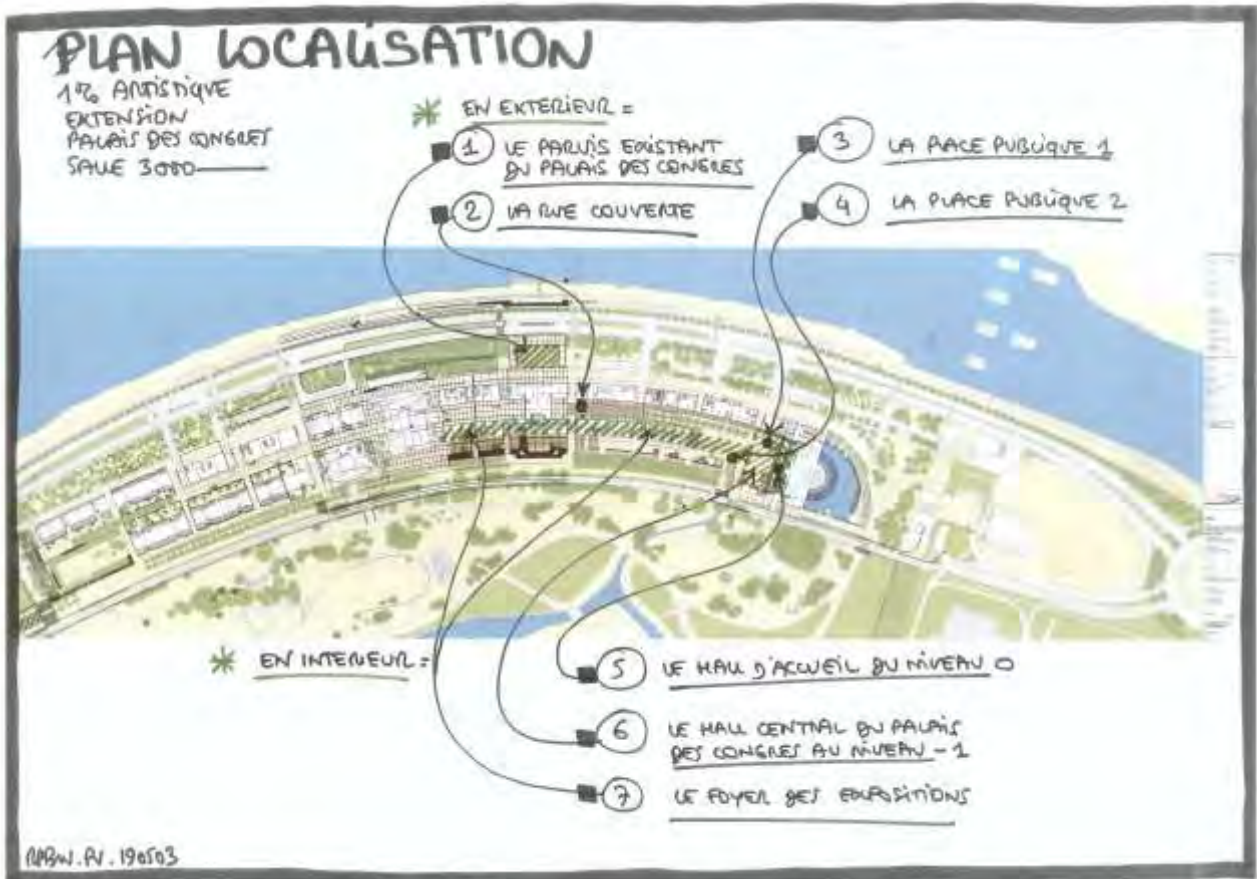 PLAN LOCALISATION
1% ARTISTIQUE
EXTENSION
PALAIS DES CONGRES
SALLE 3000
* EN EXTERIEUR =
1 LE PARVIS EXISTANT
DU PALAIS DES CONGRES
2 LA RUE COUVERTE
3 LA PLACE PUBLIQUE 1
4 LA PLACE PUBLIQUE 2
* EN INTERIEUR =
5 LE HALL D'ACCUEIL DU NIVEAU 0
6 LE HALL CENTRAL DU PALAIS
DES CONGRES AU NIVEAU -1
7 LE FOYER DES EXPOSITIONS
RPBW.PV.190503